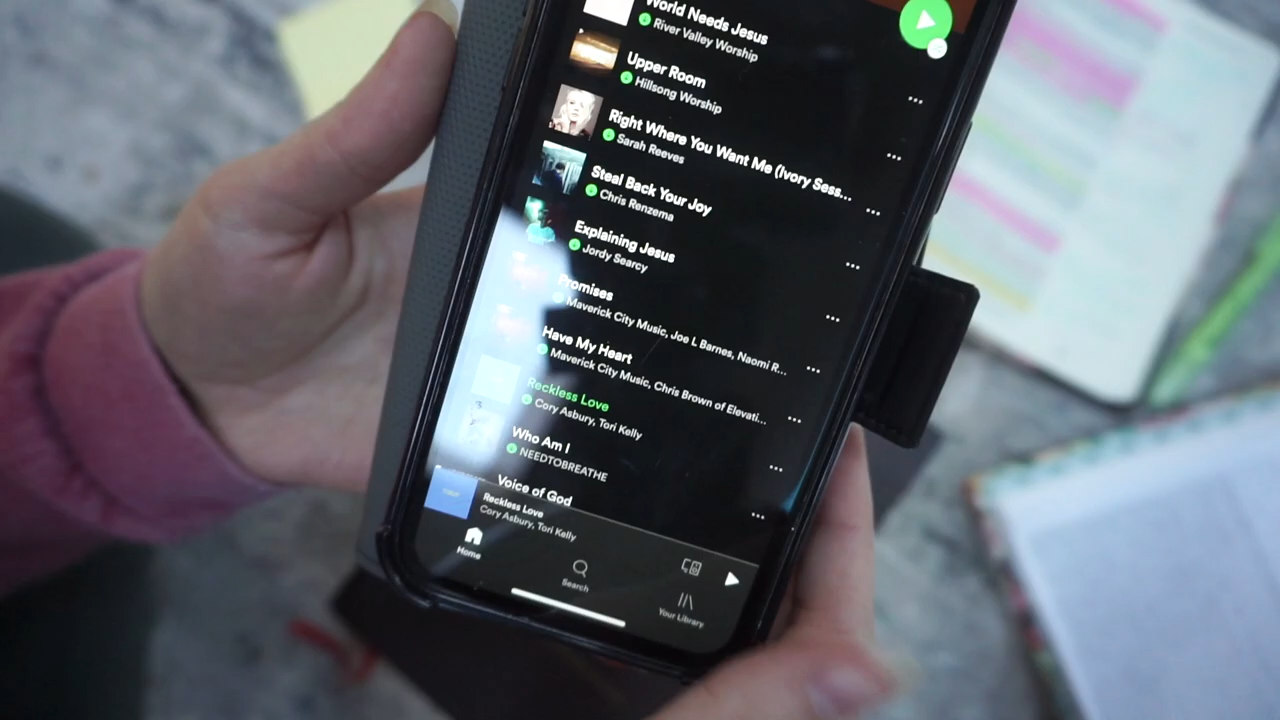 World Needs Jesus
River Valley Worship
Upper Room
Hillsong Worship
Right Where You Want Me (Ivory Sess...
Sarah Reeves
Steal Back Your Joy
Chris Renzema
Explaining Jesus
Jordy Searcy
Promises
Maverick City Music, Joe L Barnes, Naomi R...
Have My Heart
Maverick City Music, Chris Brown of Elevati...
Reckless Love
Cory Asbury, Tori Kelly
Who Am I
NEEDTOBREATHE
Voice of God
Reckless Love
Cory Asbury, Tori Kelly
Home
Search
Your Library